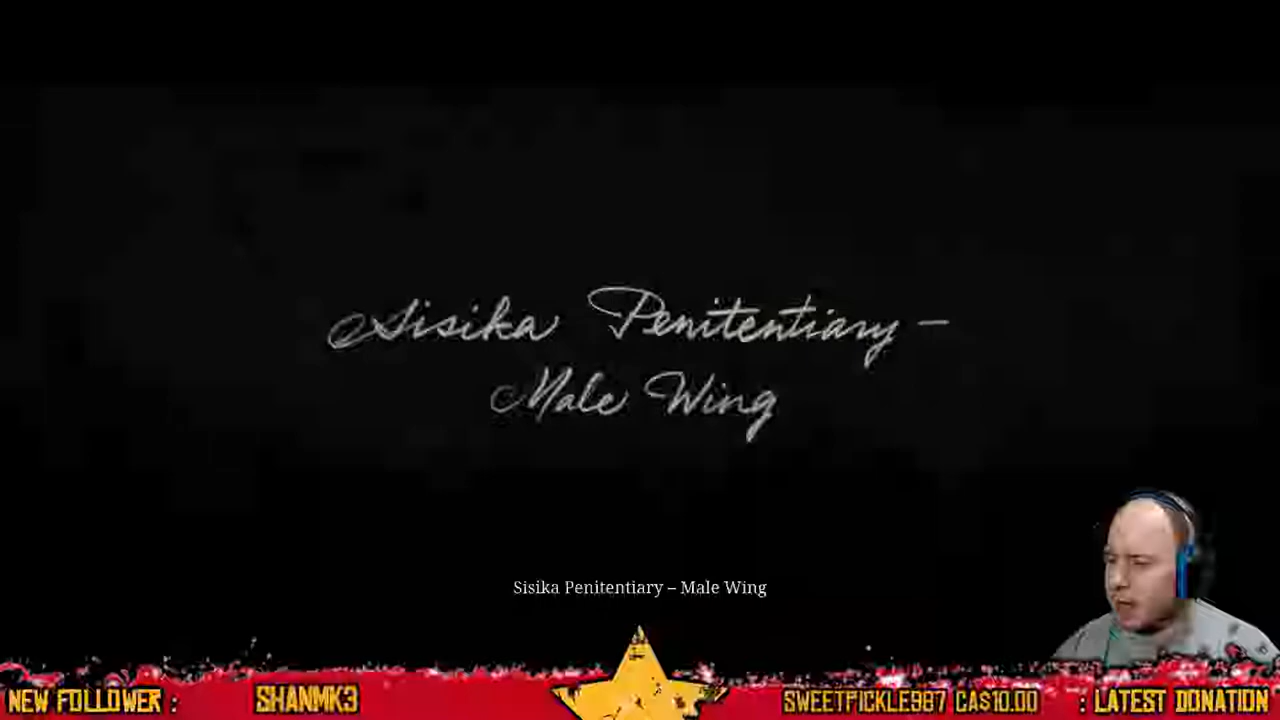 Sisika Penitentiary –
Male Wing
Sisika Penitentiary – Male Wing
NEW FOLLOWER : SHANMK3
SWEETPICKLE987 CA$10.00 : LATEST DONATION